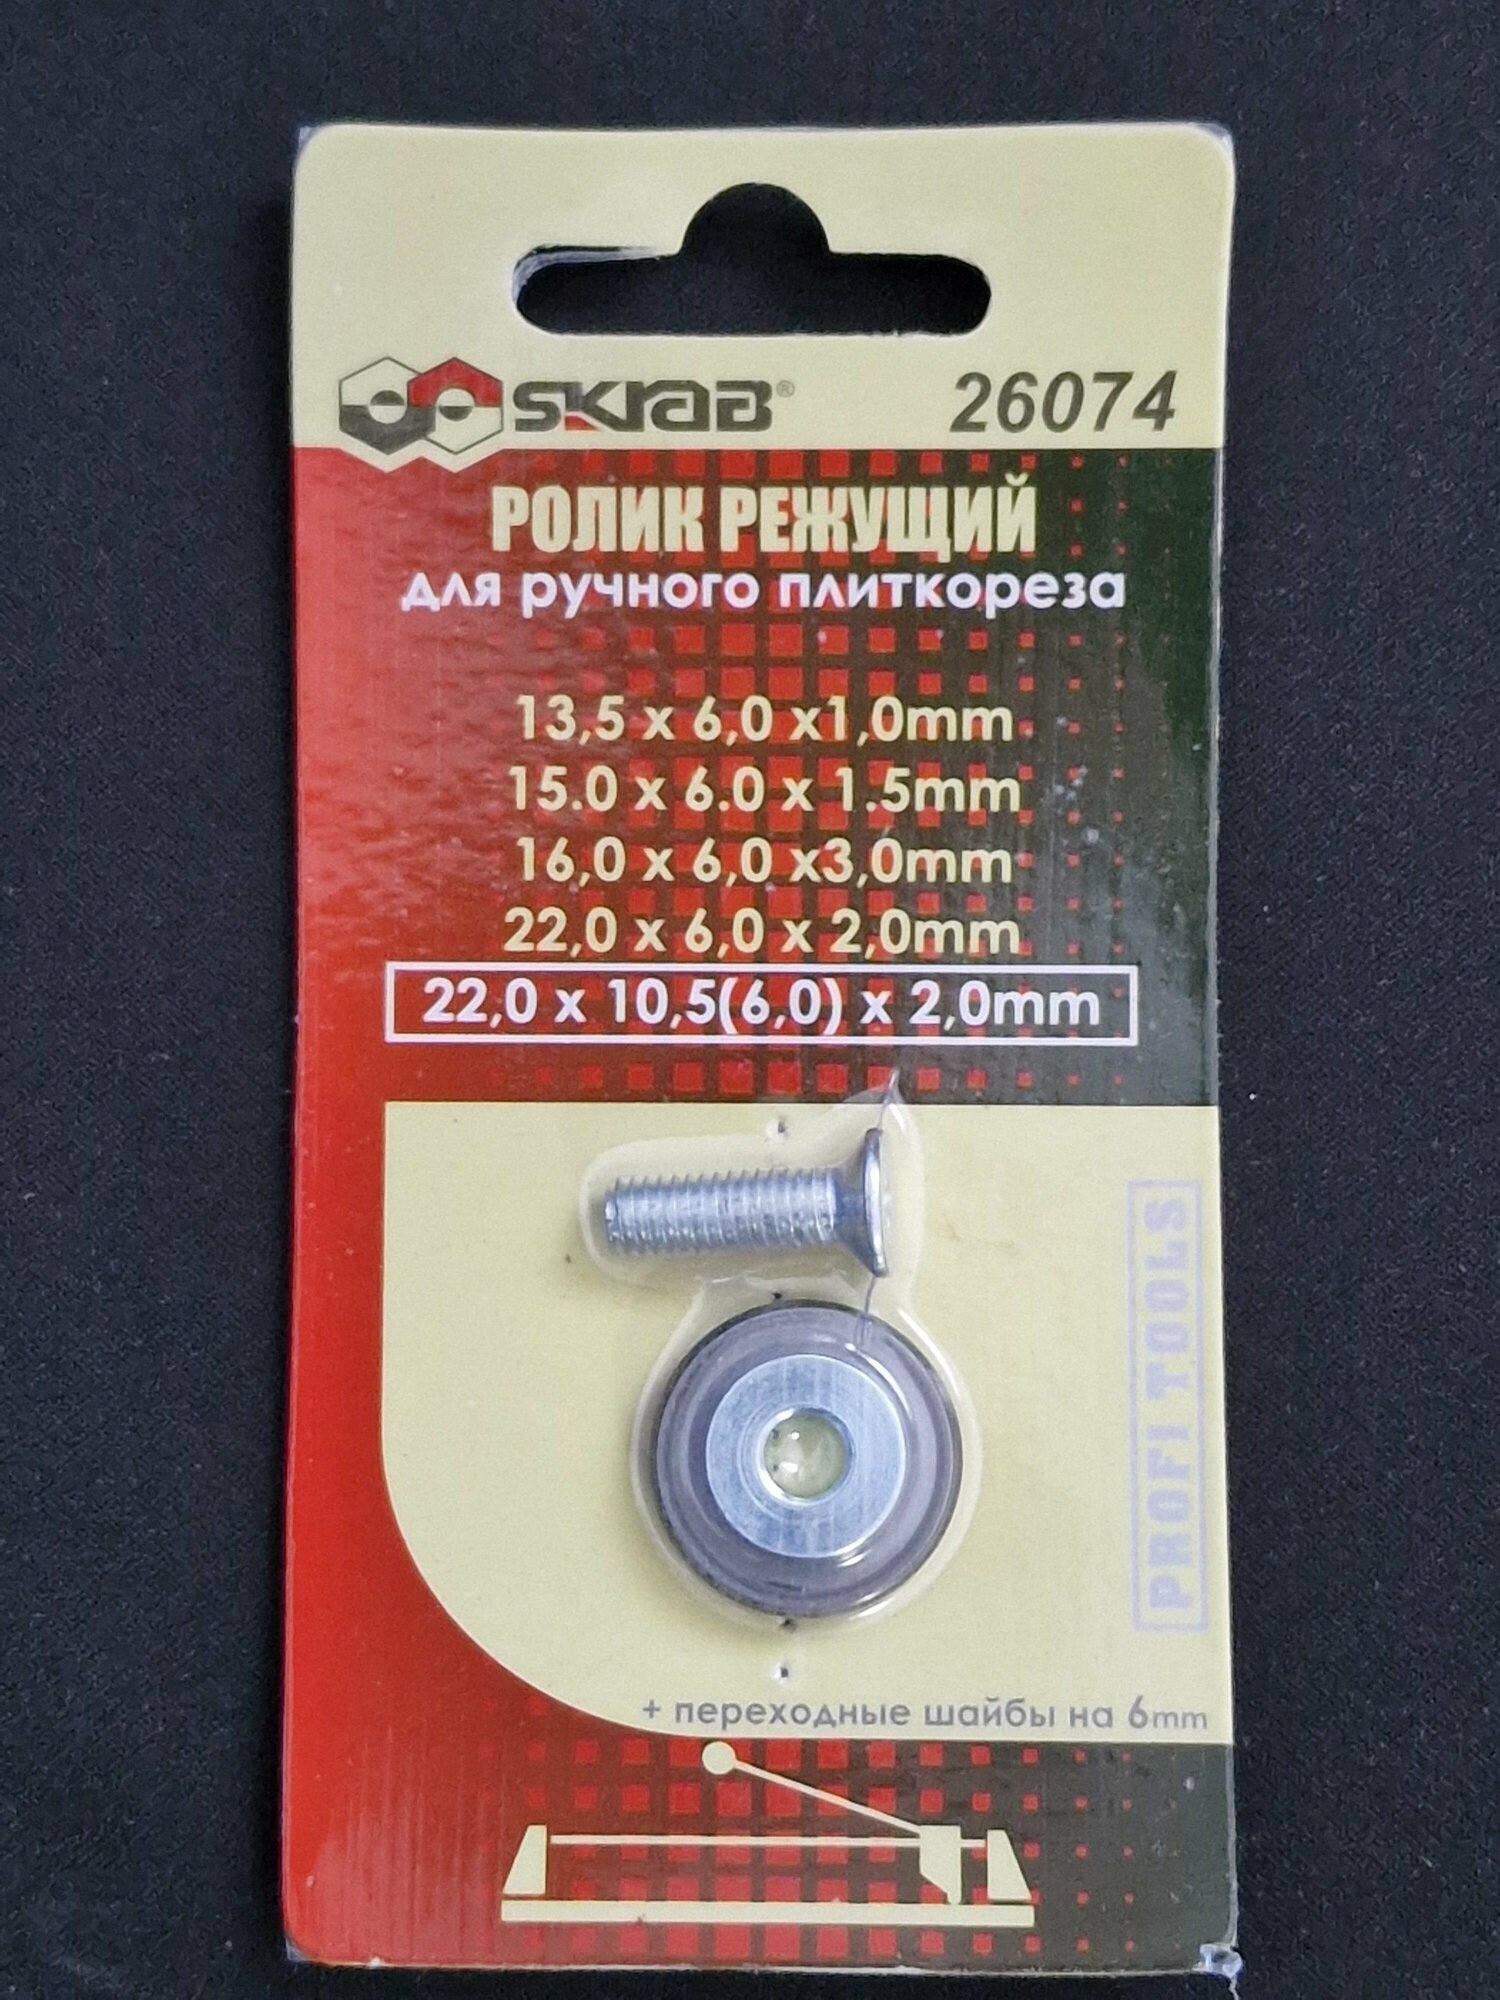 SKRAB® 26074
РОЛИК РЕЖУЩИЙ
для ручного плиткореза
13,5 x 6,0 x1,0mm
15.0 x 6.0 x 1.5mm
16,0 x 6,0 x3,0mm
22,0 x 6,0 x 2,0mm
22,0 x 10,5(6,0) x 2,0mm
PROFI TOOLS
+ переходные шайбы на 6mm